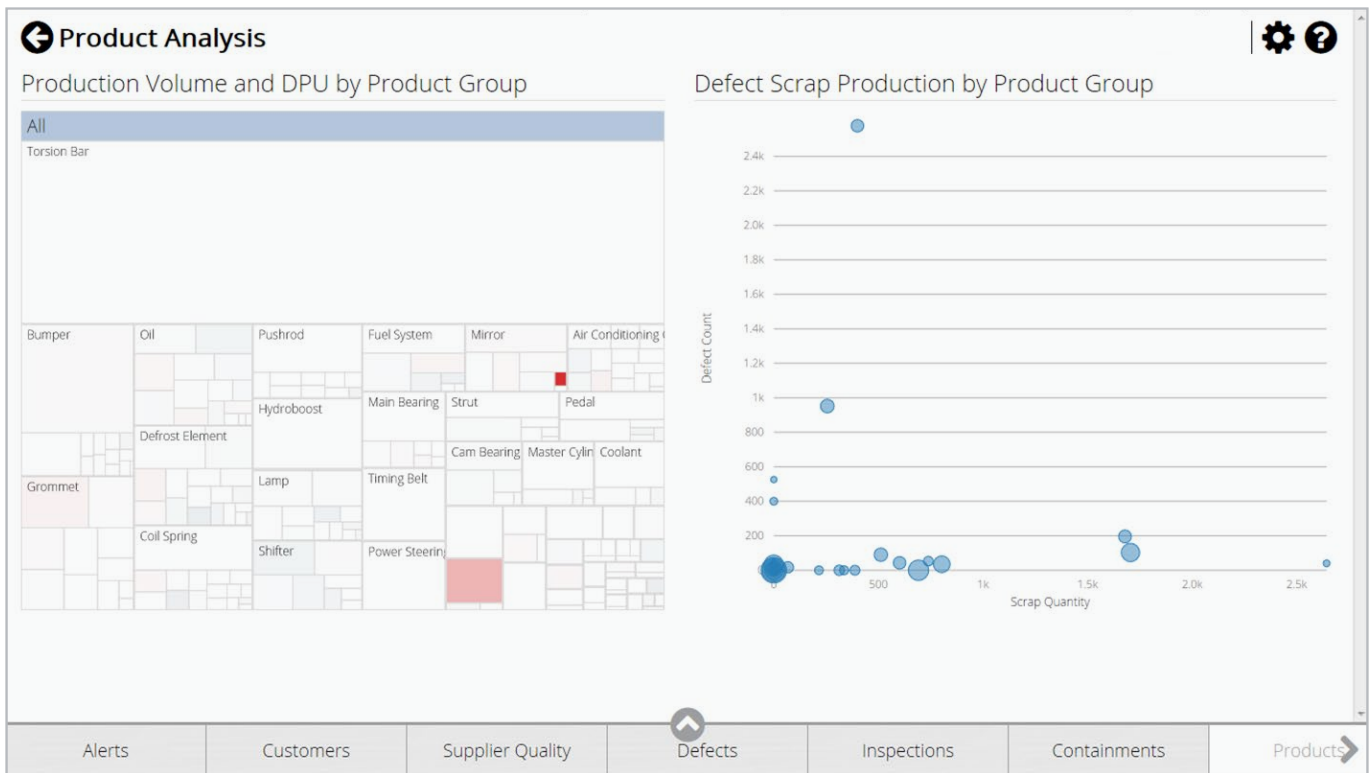 Product Analysis
Production Volume and DPU by Product Group
All
Torsion Bar
Bumper
Oil
Pushrod
Fuel System
Mirror
Air Conditioning
Hydroboost
Main Bearing
Strut
Pedal
Defrost Element
Cam Bearing
Master Cylin
Coolant
Grommet
Lamp
Timing Belt
Coil Spring
Shifter
Power Steerin
Defect Scrap Production by Product Group
2.4k
2.2k
2.0k
1.8k
1.6k
1.4k
1.2k
1k
800
600
400
200
0
Defect Count
0
500
1k
1.5k
2.0k
2.5k
Scrap Quantity
Alerts
Customers
Supplier Quality
Defects
Inspections
Containments
Products